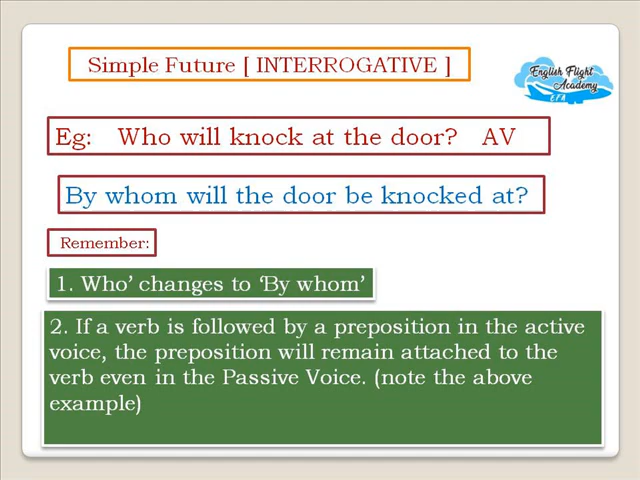 Simple Future [ INTERROGATIVE ]
English Flight
Academy
E.F.A
Eg: Who will knock at the door? AV
By whom will the door be knocked at?
Remember:
1. Who’ changes to ‘By whom’
2. If a verb is followed by a preposition in the active
voice, the preposition will remain attached to the
verb even in the Passive Voice. (note the above
example)